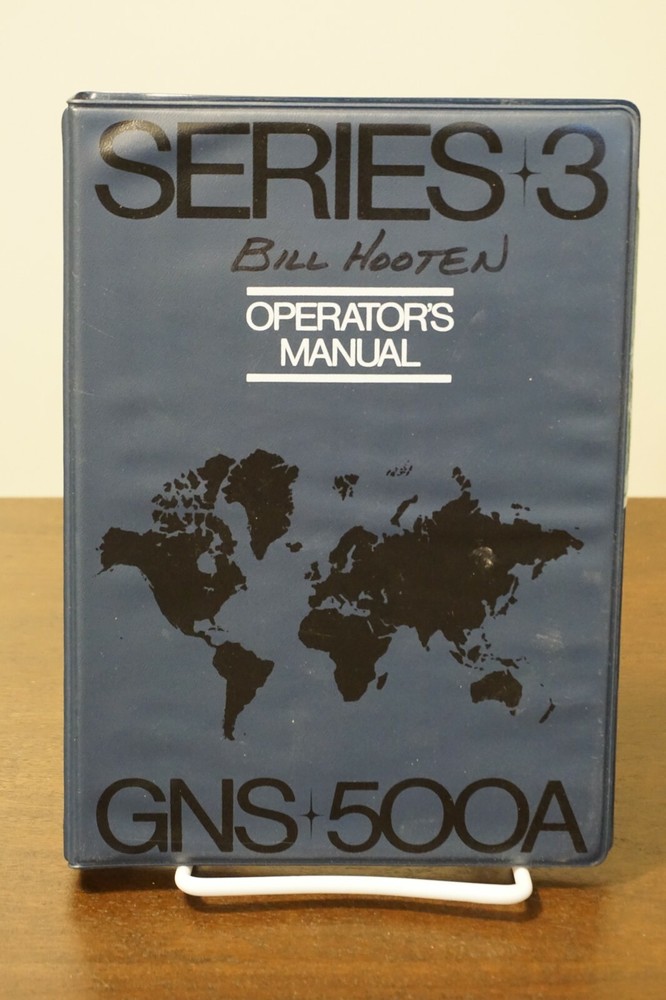 SERIES✦3
BILL HOOTEN
OPERATOR'S
MANUAL
GNS✦500A